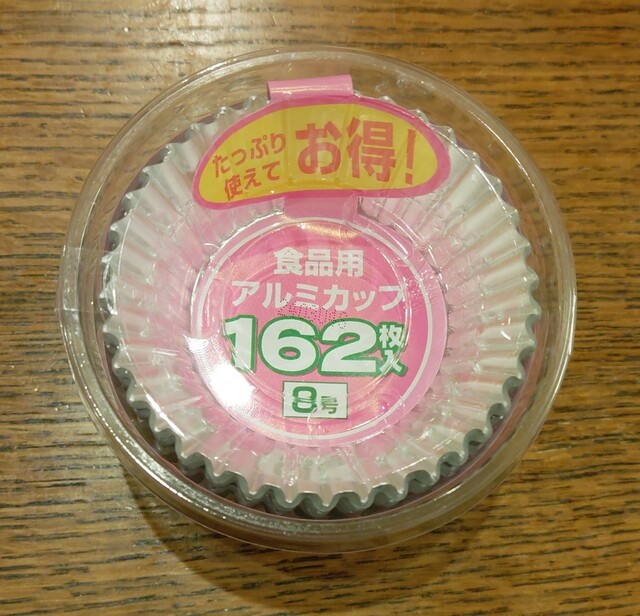 たっぷり
使えて
お得!
食品用
アルミカップ
162枚入
8号